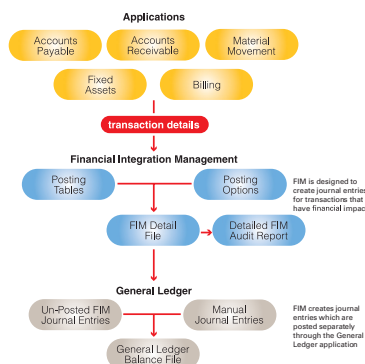 Applications
Accounts Payable
Accounts Receivable
Material Movement
Fixed Assets
Billing
transaction details
Financial Integration Management
Posting Tables
Posting Options
FIM is designed to
create journal entries
for transactions that
have financial impact
FIM Detail File
Detailed FIM Audit Report
General Ledger
Un-Posted FIM Journal Entries
Manual Journal Entries
FIM creates journal
entries which are
posted separately
through the General
Ledger application
General Ledger Balance File